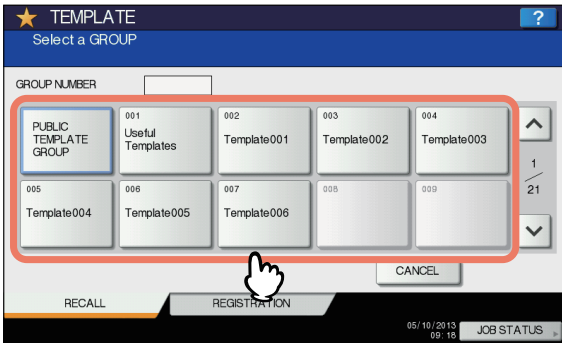 TEMPLATE
?
Select a GROUP
GROUP NUMBER
PUBLIC
TEMPLATE
GROUP
001
Useful
Templates
002
Template001
003
Template002
004
Template003
1
21
005
Template004
006
Template005
007
Template006
008
009
CANCEL
RECALL
REGISTRATION
05/10/2013
09:18
JOB STATUS